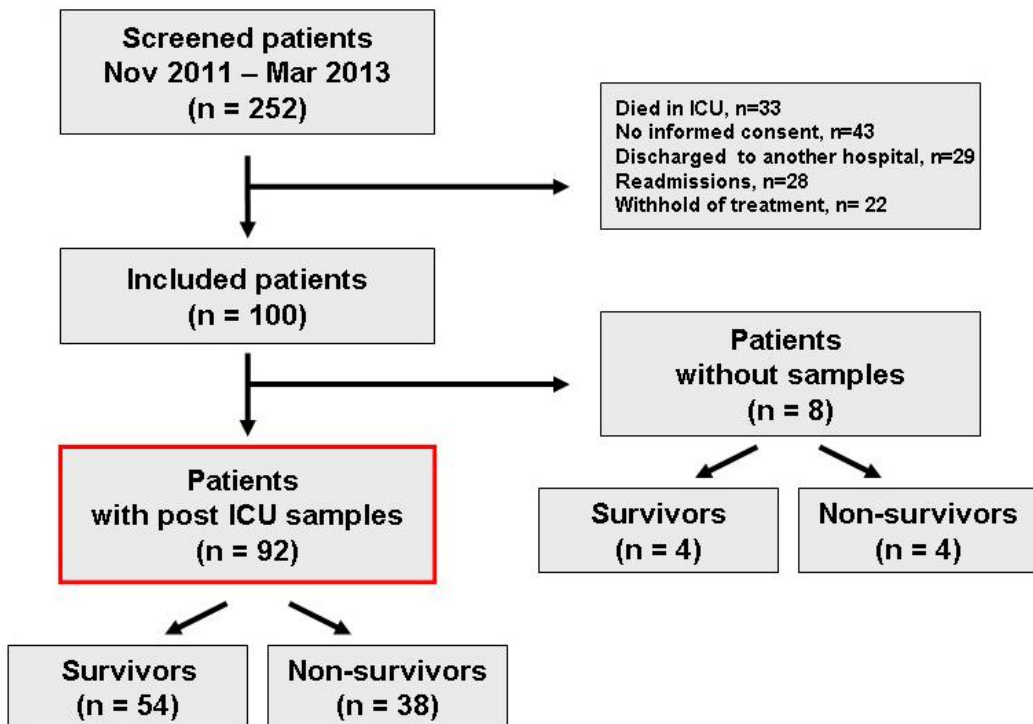 Screened patients
Nov 2011 – Mar 2013
(n = 252)
Died in ICU, n=33
No informed consent, n=43
Discharged to another hospital, n=29
Readmissions, n=28
Withhold of treatment, n= 22
Included patients
(n = 100)
Patients
without samples
(n = 8)
Patients
with post ICU samples
(n = 92)
Survivors
(n = 4)
Non-survivors
(n = 4)
Survivors
(n = 54)
Non-survivors
(n = 38)